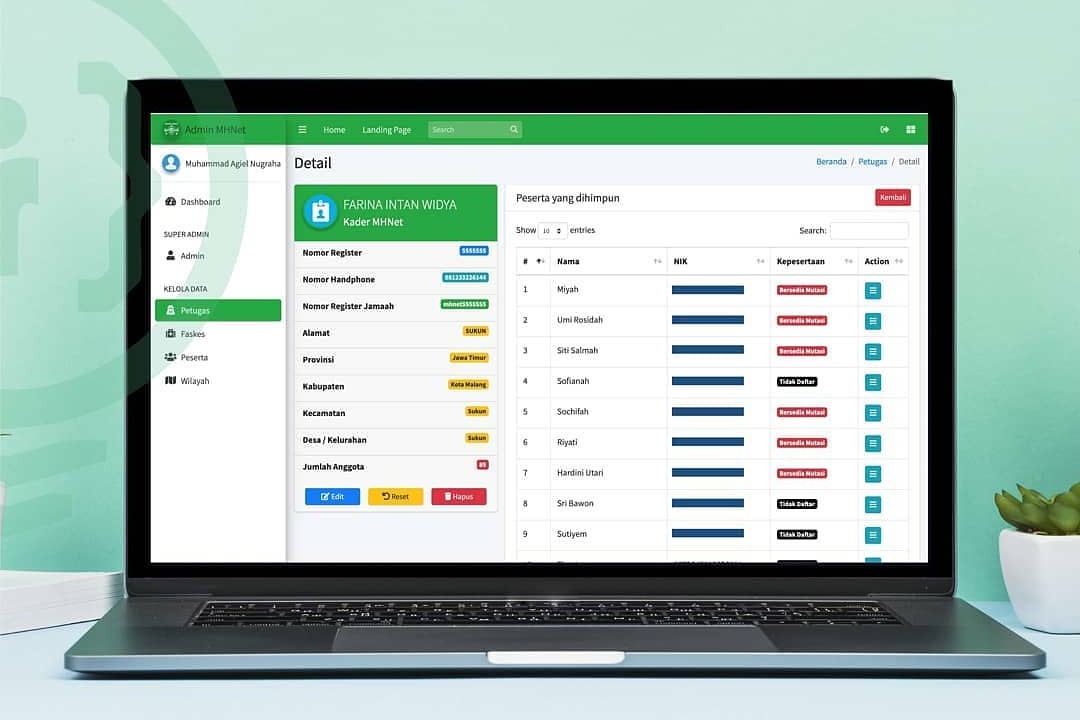 Admin MHNet
Home Landing Page Search
Muhammad Agiel Nugraha
Dashboard
SUPER ADMIN
Admin
KELOLA DATA
Petugas
Faskes
Peserta
Wilayah
Detail
Beranda / Petugas / Detail
FARINA INTAN WIDYA
Kader MHNet
Nomor Register 5555555
Nomor Handphone 081233226144
Nomor Register Jamaah mhnet5555555
Alamat SUKUN
Provinsi Jawa Timur
Kabupaten Kota Malang
Kecamatan Sukun
Desa / Kelurahan Sukun
Jumlah Anggota 85
Edit Reset Hapus
Peserta yang dihimpun Kembali
Show 10 entries Search:
# Nama NIK Kepesertaan Action
1 Miyah Bersedia Mutasi
2 Umi Rosidah Bersedia Mutasi
3 Siti Salmah Bersedia Mutasi
4 Sofianah Tidak Daftar
5 Sochifah Bersedia Mutasi
6 Riyati Bersedia Mutasi
7 Hardini Utari Bersedia Mutasi
8 Sri Bawon Tidak Daftar
9 Sutiyem Tidak Daftar